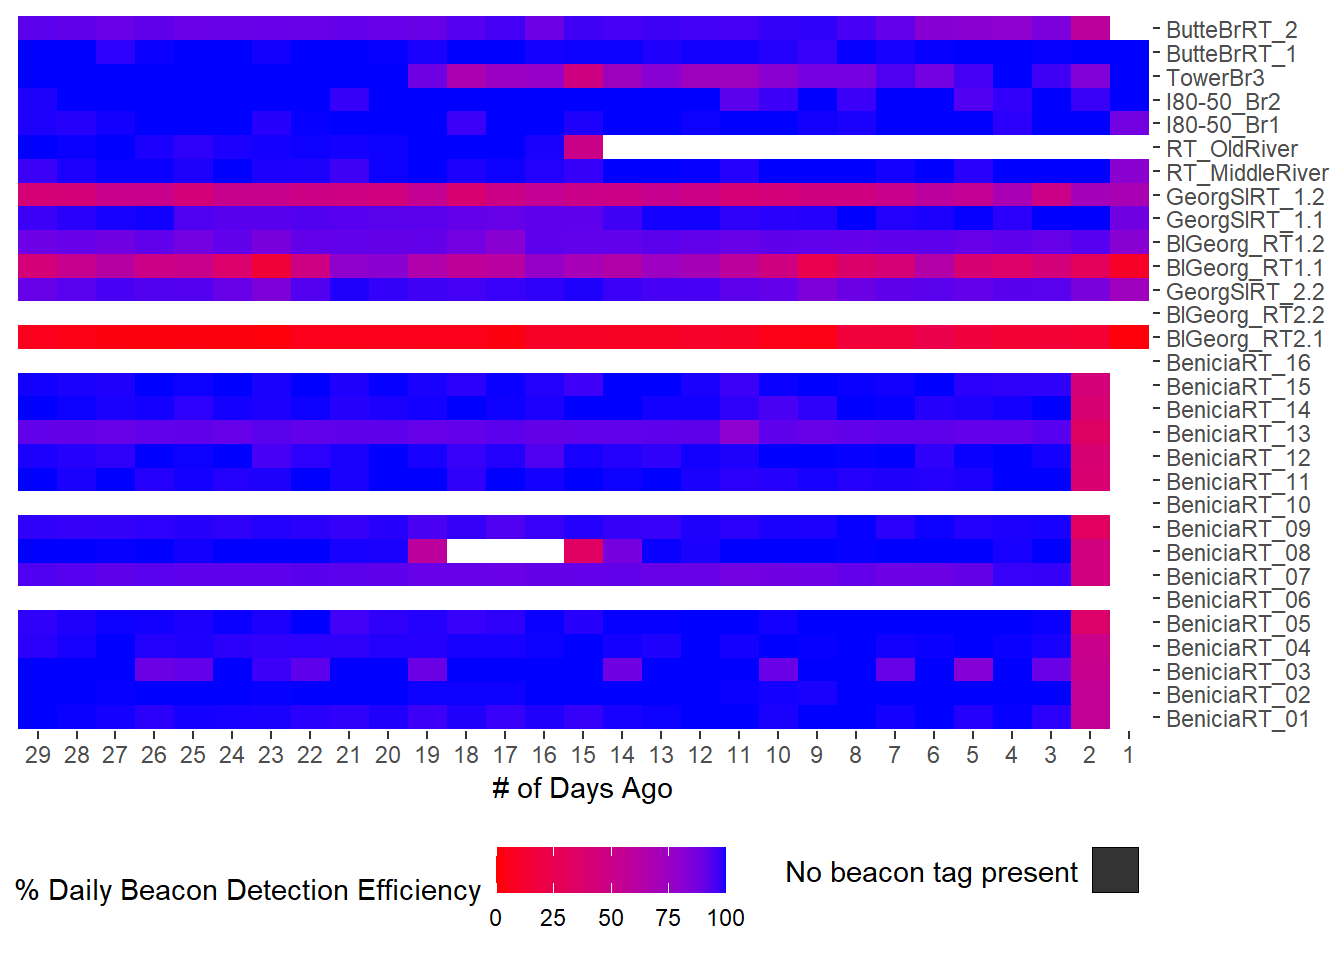 ButteBrRT_2
ButteBrRT_1
TowerBr3
I80-50_Br2
I80-50_Br1
RT_OldRiver
RT_MiddleRiver
GeorgSlRT_1.2
GeorgSlRT_1.1
BlGeorg_RT1.2
BlGeorg_RT1.1
GeorgSlRT_2.2
BlGeorg_RT2.2
BlGeorg_RT2.1
BeniciaRT_16
BeniciaRT_15
BeniciaRT_14
BeniciaRT_13
BeniciaRT_12
BeniciaRT_11
BeniciaRT_10
BeniciaRT_09
BeniciaRT_08
BeniciaRT_07
BeniciaRT_06
BeniciaRT_05
BeniciaRT_04
BeniciaRT_03
BeniciaRT_02
BeniciaRT_01
29 28 27 26 25 24 23 22 21 20 19 18 17 16 15 14 13 12 11 10 9 8 7 6 5 4 3 2 1
# of Days Ago
% Daily Beacon Detection Efficiency
0 25 50 75 100
No beacon tag present